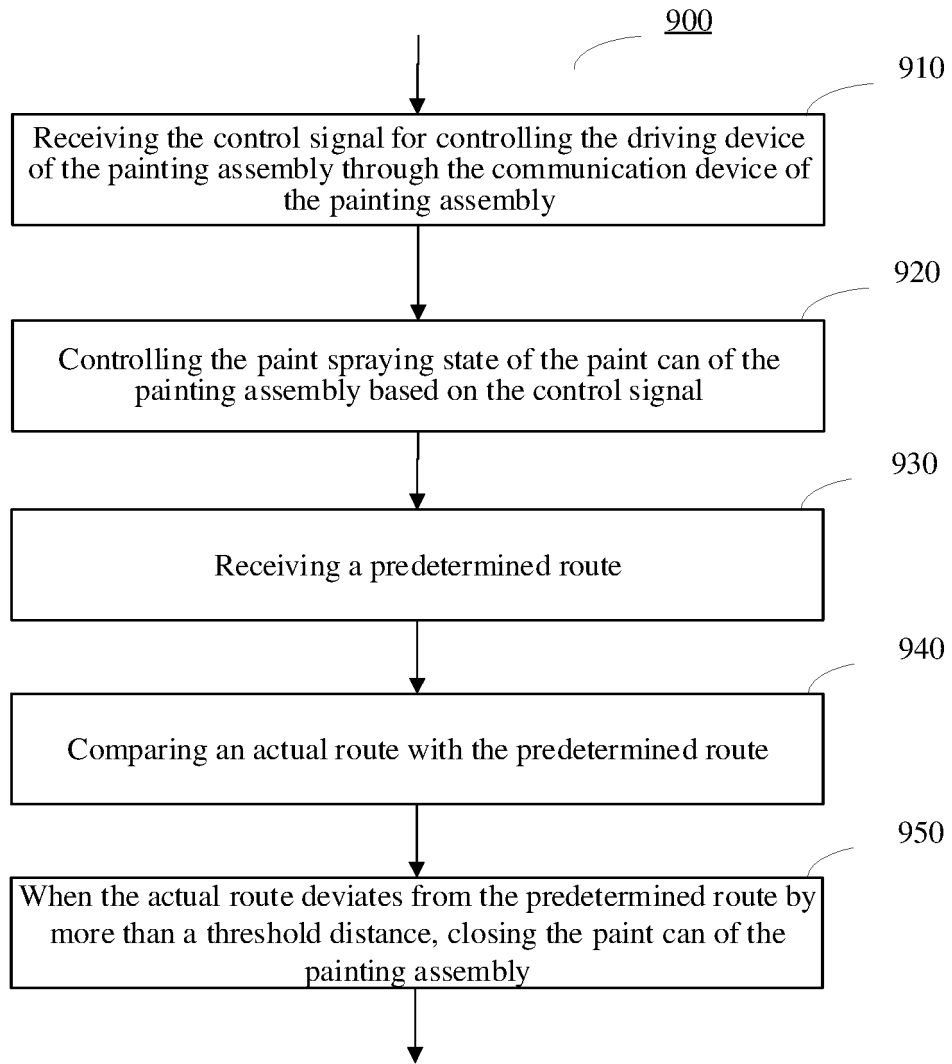 900
910
Receiving the control signal for controlling the driving device
of the painting assembly through the communication device of
the painting assembly
920
Controlling the paint spraying state of the paint can of the
painting assembly based on the control signal
930
Receiving a predetermined route
940
Comparing an actual route with the predetermined route
950
When the actual route deviates from the predetermined route by
more than a threshold distance, closing the paint can of the
painting assembly